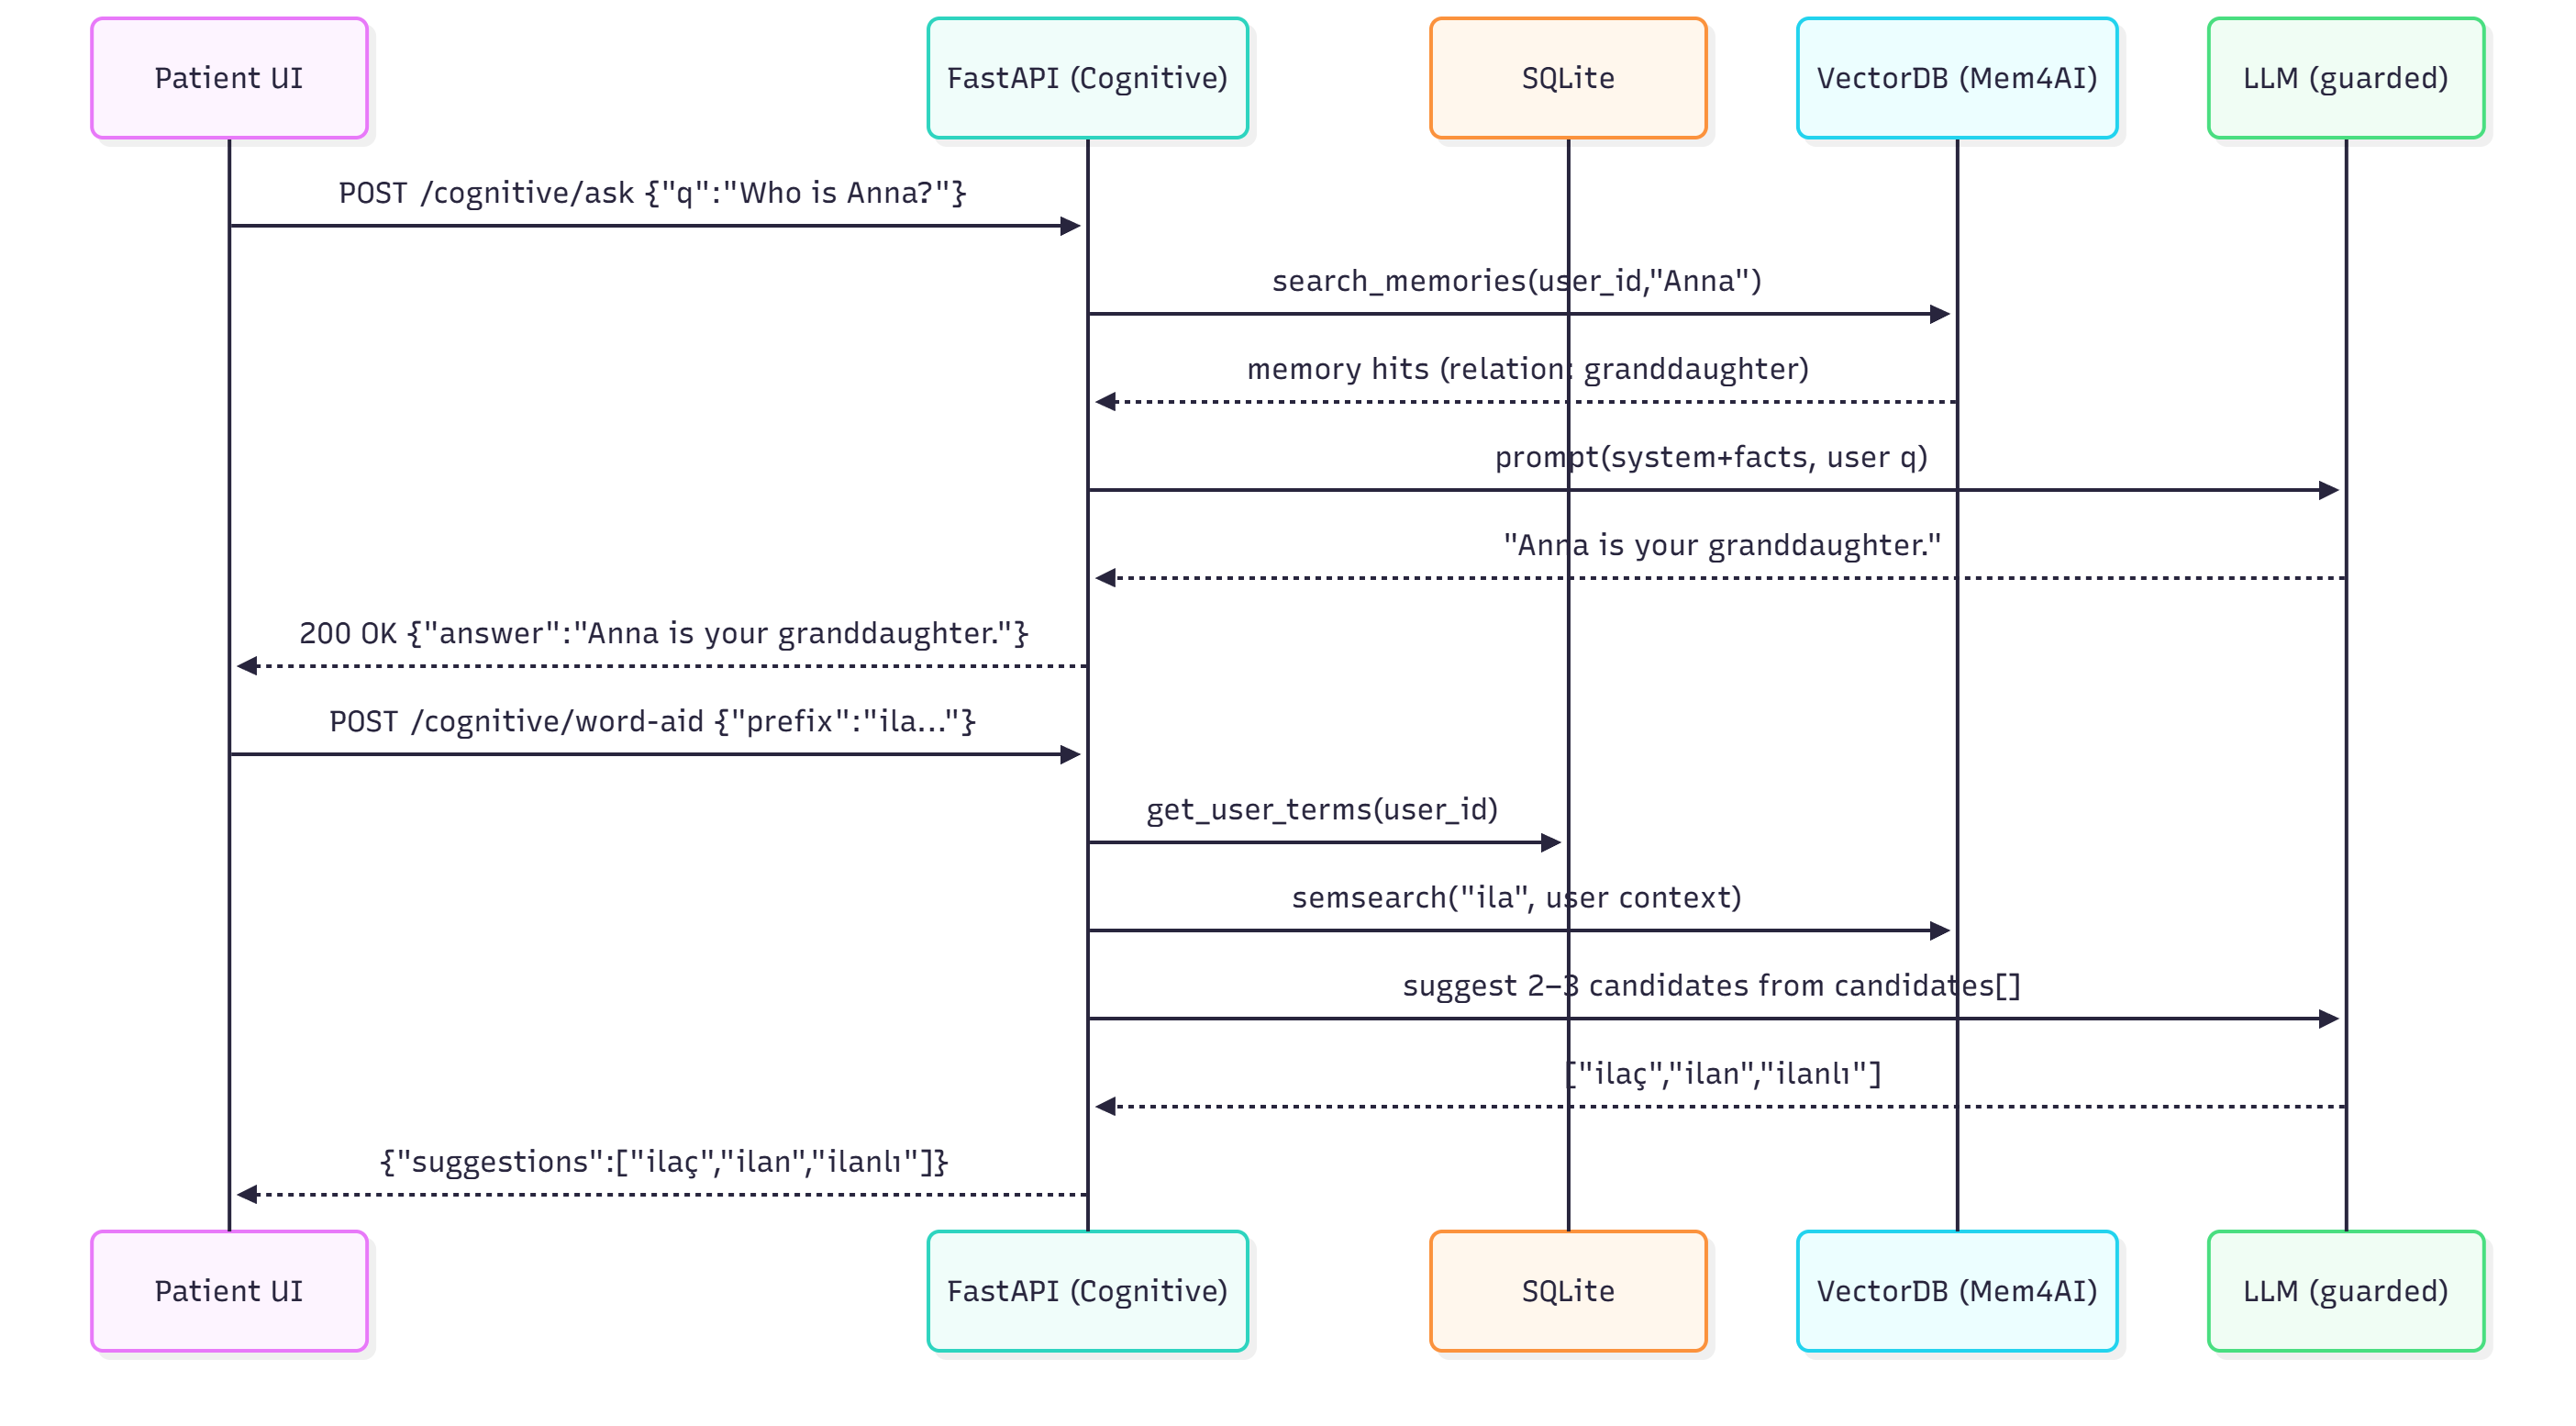 Patient UI
FastAPI (Cognitive)
SQLite
VectorDB (Mem4AI)
LLM (guarded)
POST /cognitive/ask {"q":"Who is Anna?"}
search_memories(user_id,"Anna")
memory hits (relation: granddaughter)
prompt(system+facts, user q)
"Anna is your granddaughter."
200 OK {"answer":"Anna is your granddaughter."}
POST /cognitive/word-aid {"prefix":"ila..."}
get_user_terms(user_id)
semsearch("ila", user context)
suggest 2–3 candidates from candidates[]
["ilaç","ilan","ilanlı"]
{"suggestions":["ilaç","ilan","ilanlı"]}
Patient UI
FastAPI (Cognitive)
SQLite
VectorDB (Mem4AI)
LLM (guarded)